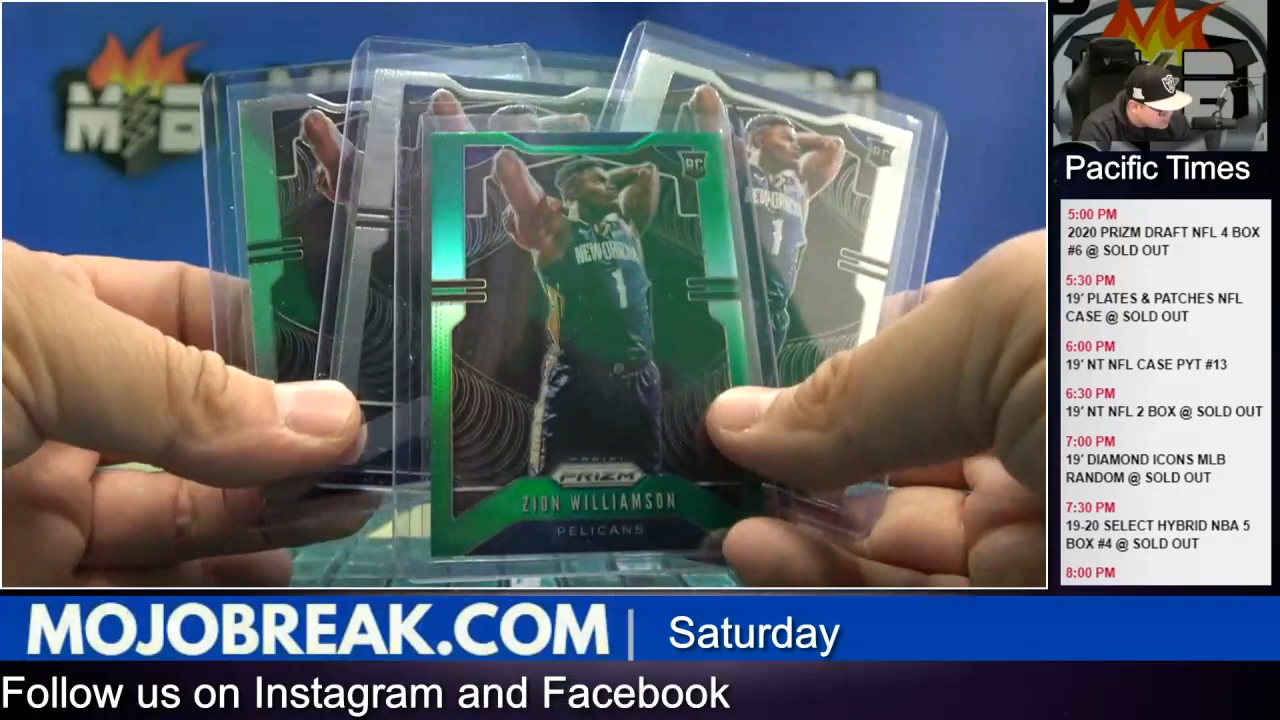 RC
RC
NEW ORLEANS
1
1
PRIZM
ZION WILLIAMSON
PELICANS
Pacific Times
5:00 PM
2020 PRIZM DRAFT NFL 4 BOX
#6 @ SOLD OUT
5:30 PM
19' PLATES & PATCHES NFL
CASE @ SOLD OUT
6:00 PM
19' NT NFL CASE PYT #13
6:30 PM
19' NT NFL 2 BOX @ SOLD OUT
7:00 PM
19' DIAMOND ICONS MLB
RANDOM @ SOLD OUT
7:30 PM
19-20 SELECT HYBRID NBA 5
BOX #4 @ SOLD OUT
8:00 PM
MOJOBREAK.COM | Saturday
Follow us on Instagram and Facebook